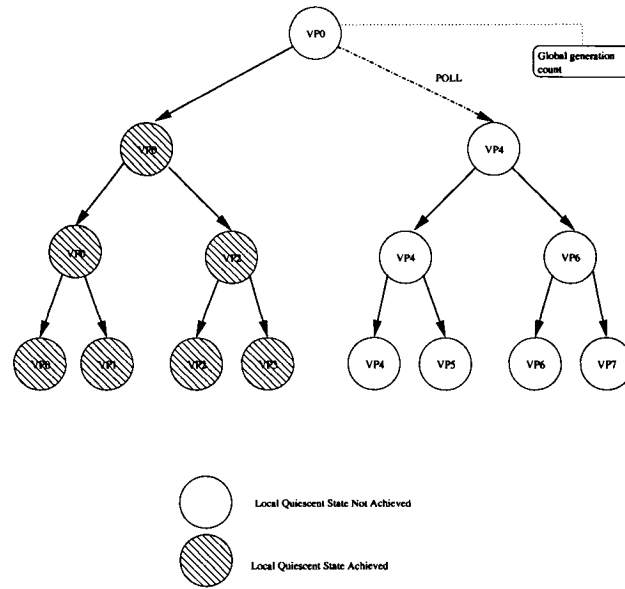 VP0
Global generation
count
POLL
VP0
VP4
VP0
VP2
VP4
VP6
VP0
VP1
VP2
VP3
VP4
VP5
VP6
VP7
Local Quiescent State Not Achieved
Local Quiescent State Achieved